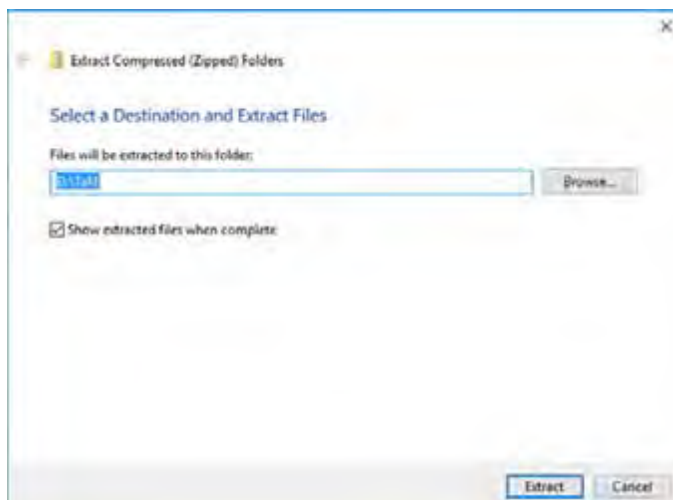 Extract Compressed (Zipped) Folders
Select a Destination and Extract Files
Files will be extracted to this folder:
Browse...
Show extracted files when complete
Extract
Cancel